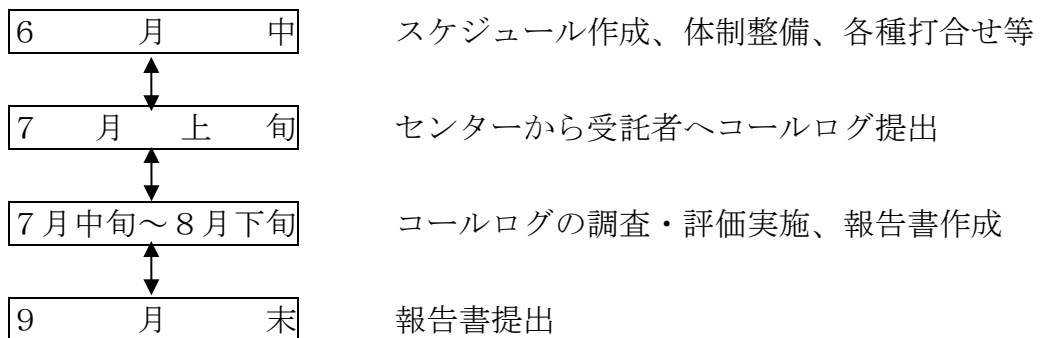 ６月中 スケジュール作成、体制整備、各種打合せ等
７月上旬 センターから受託者へコールログ提出
７月中旬～８月下旬 コールログの調査・評価実施、報告書作成
９月末 報告書提出